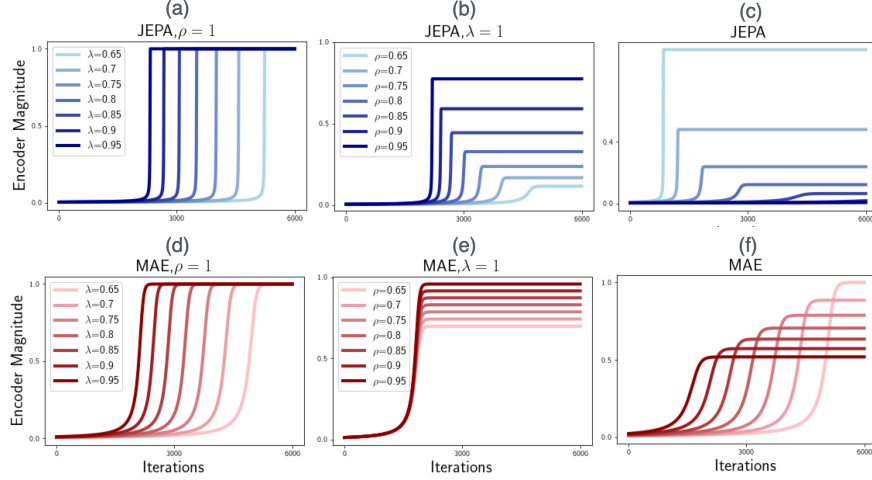 (a)
JEPA, ρ = 1
Encoder Magnitude
1.0
0.5
0.0
λ=0.65
λ=0.7
λ=0.75
λ=0.8
λ=0.85
λ=0.9
λ=0.95
0
3000
6000
(b)
JEPA, λ = 1
1.0
0.5
0.0
ρ=0.65
ρ=0.7
ρ=0.75
ρ=0.8
ρ=0.85
ρ=0.9
ρ=0.95
0
3000
6000
(c)
JEPA
0.4
0.0
0
3000
6000
(d)
MAE, ρ = 1
Encoder Magnitude
1.0
0.5
0.0
λ=0.65
λ=0.7
λ=0.75
λ=0.8
λ=0.85
λ=0.9
λ=0.95
0
3000
6000
Iterations
(e)
MAE, λ = 1
1.0
0.5
0.0
ρ=0.65
ρ=0.7
ρ=0.75
ρ=0.8
ρ=0.85
ρ=0.9
ρ=0.95
0
3000
6000
Iterations
(f)
MAE
1.0
0.5
0.0
0
3000
6000
Iterations